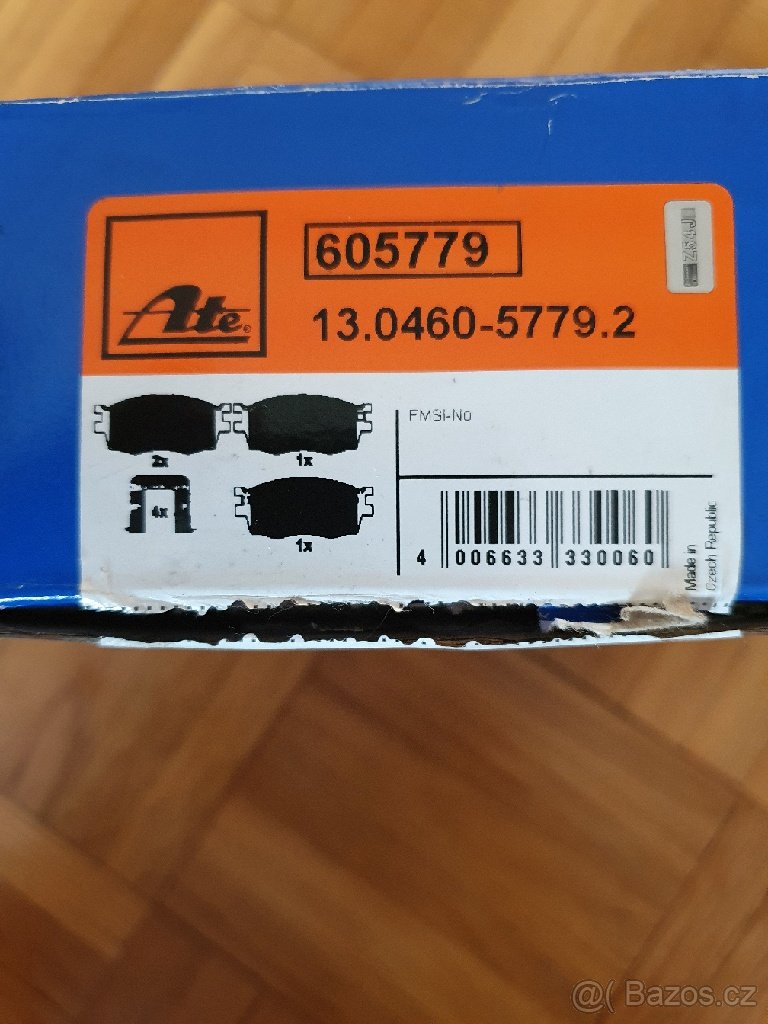 Ate®
605779
13.0460-5779.2
2x
1x
4x
1x
FMSI-No
4 006633 330060
Made in
Czech Republic
@( Bazos.cz